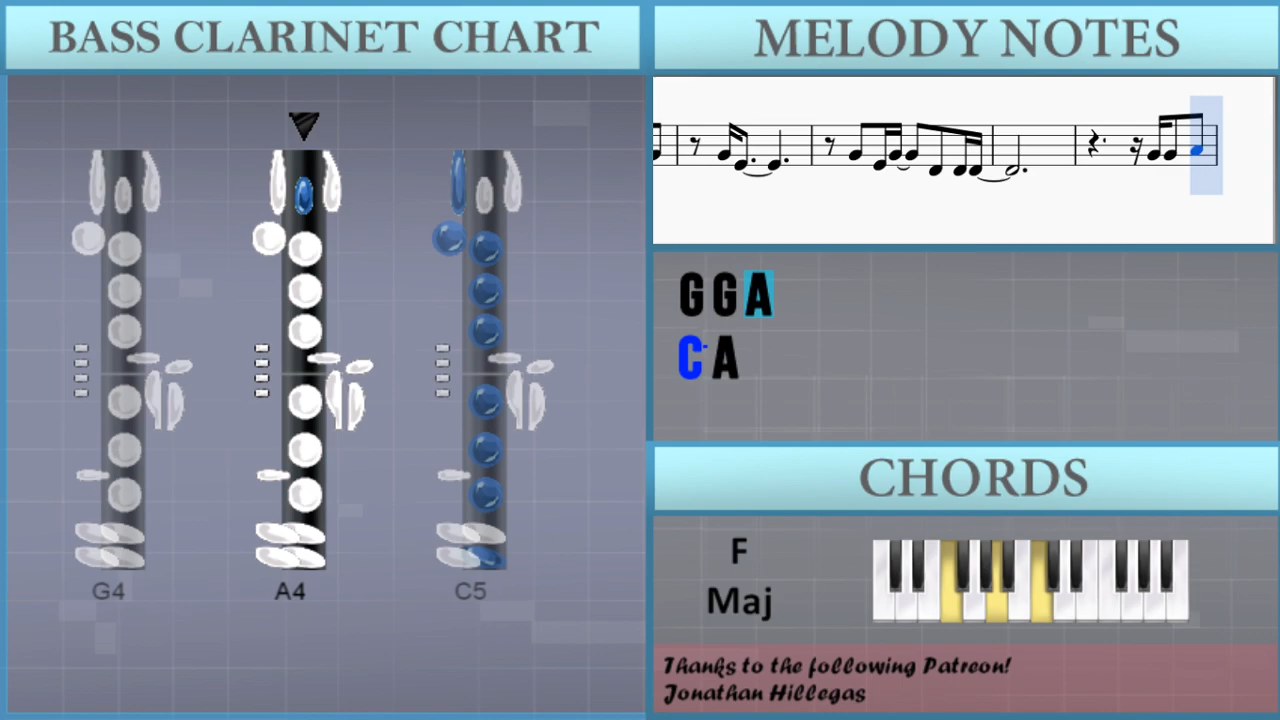 BASS CLARINET CHART
G4
A4
C5
MELODY NOTES
G G A
C· A
CHORDS
F
Maj
Thanks to the following Patreon!
Jonathan Hillegas